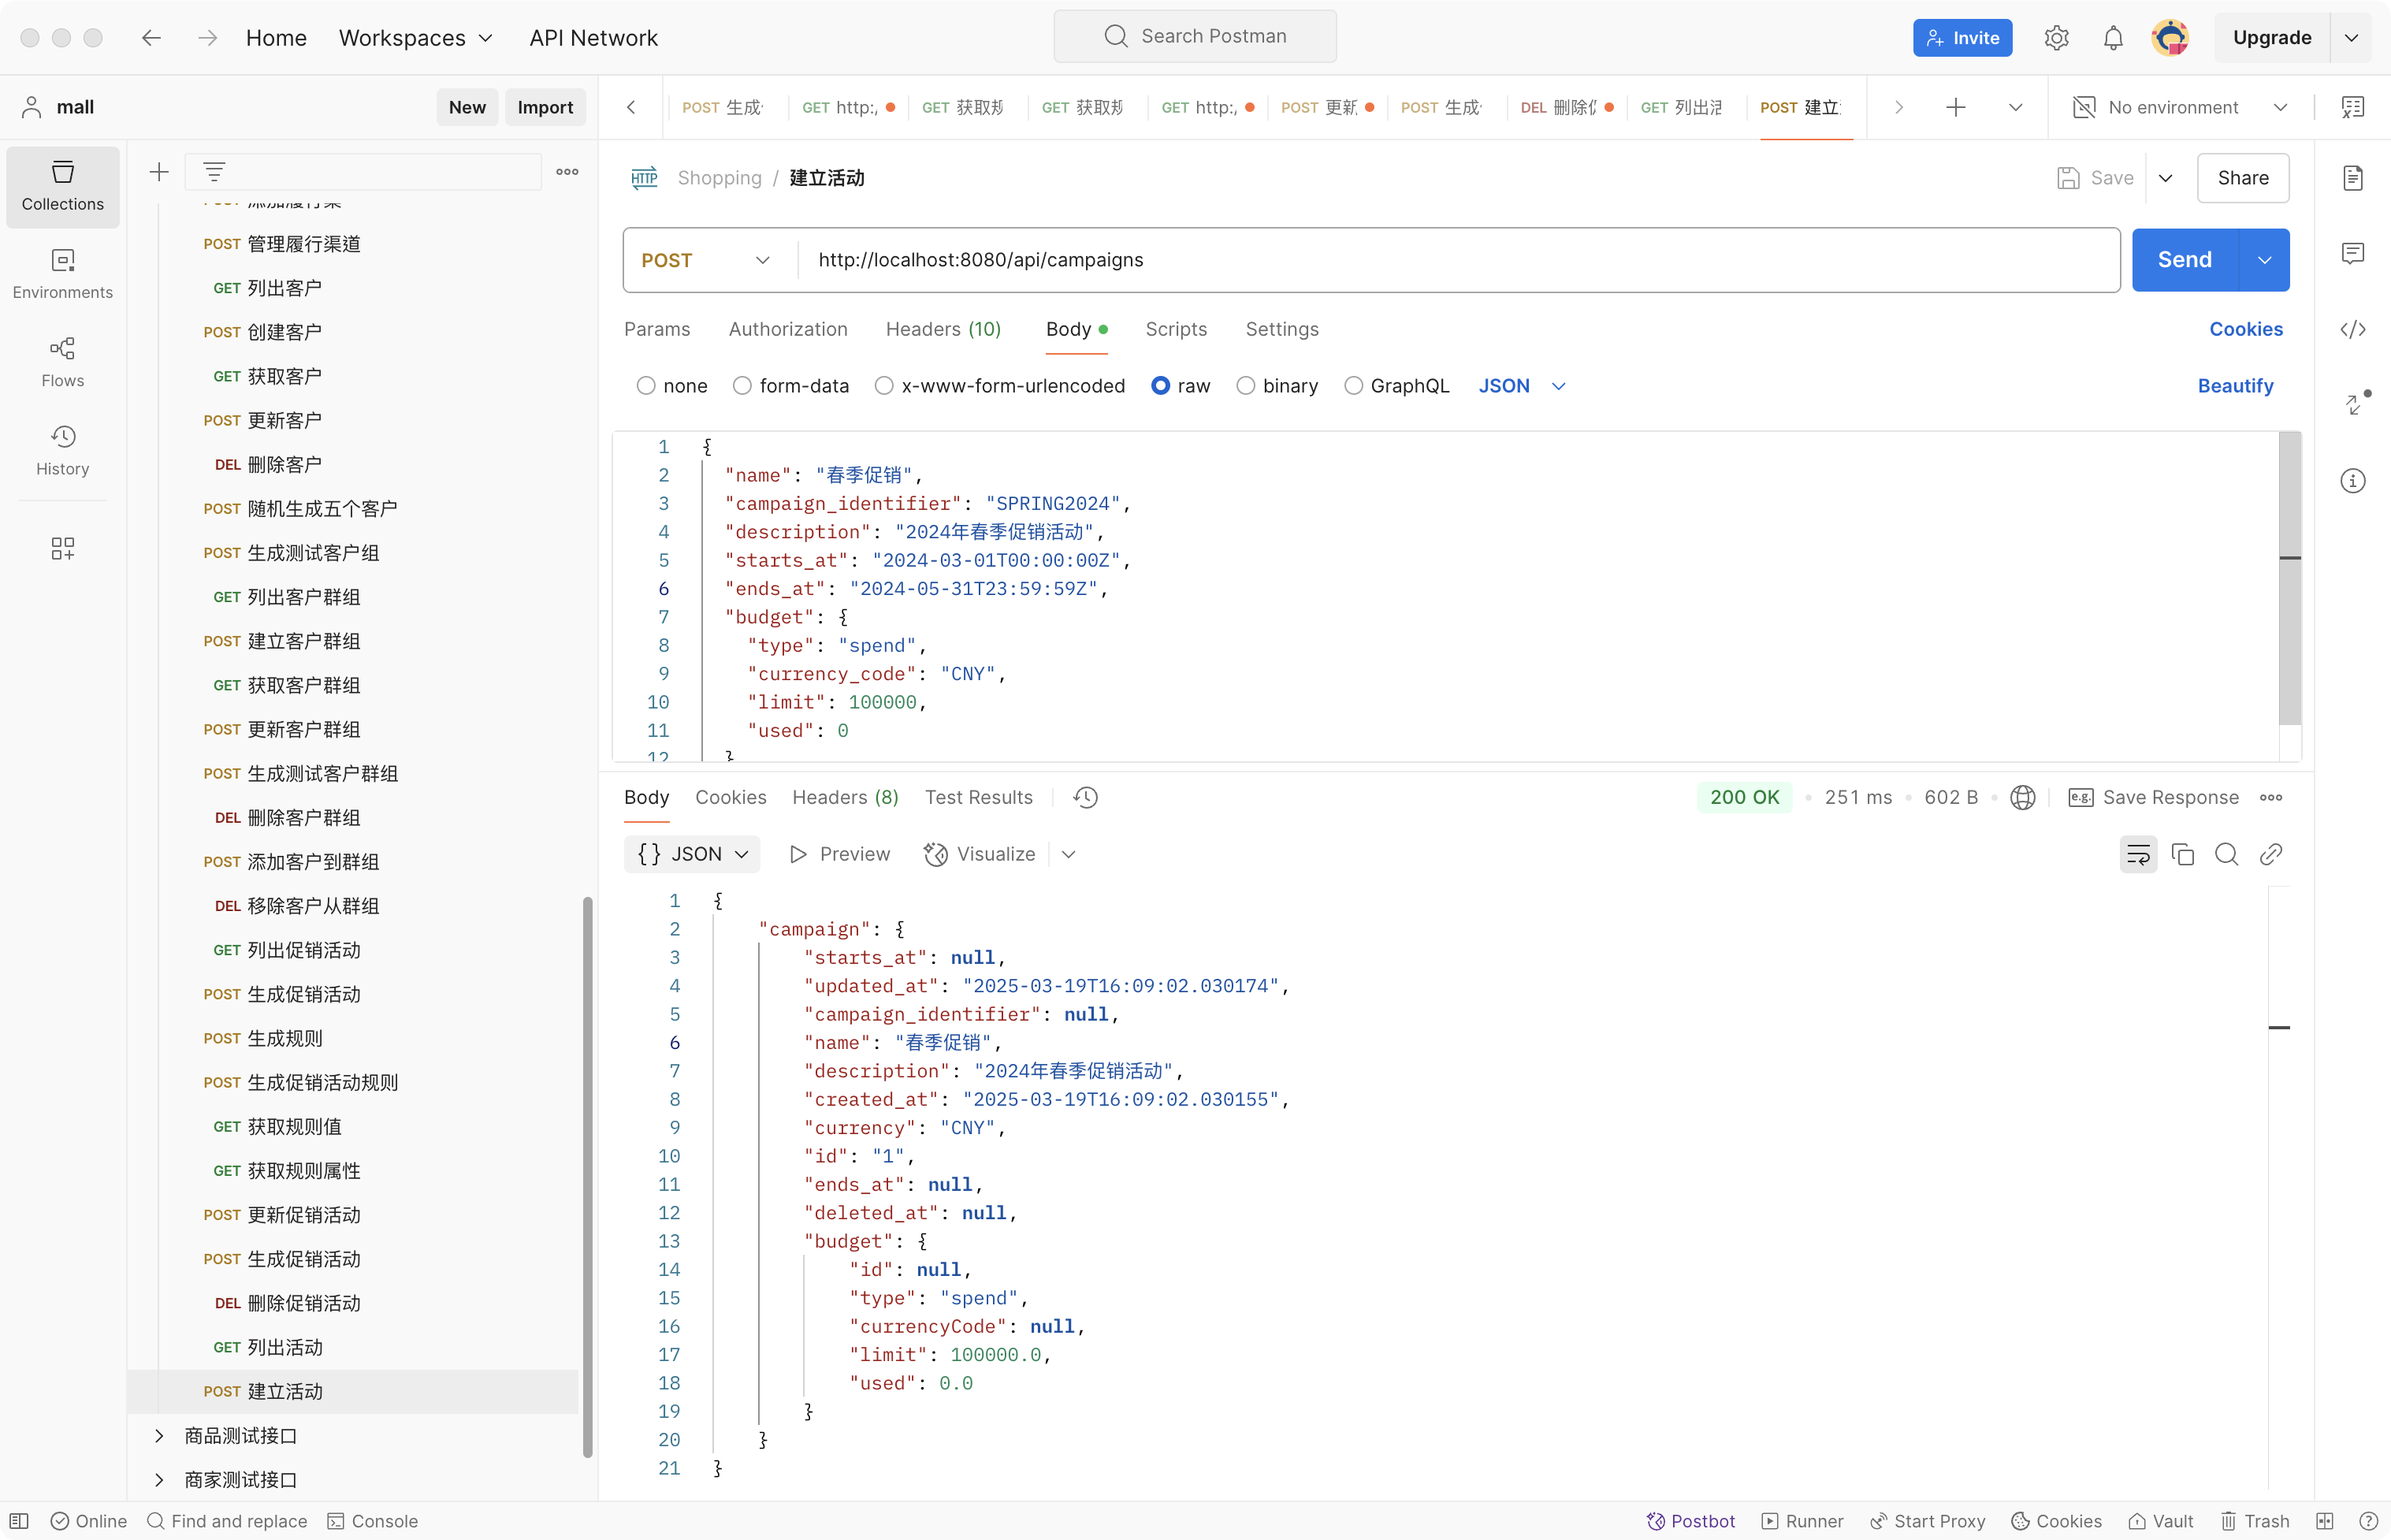 Home
Workspaces
API Network
Search Postman
Invite
Upgrade
mall
New
Import
POST 生成
GET http:/
GET 获取规
GET 获取规
GET http:/
POST 更新
POST 生成
DEL 删除
GET 列出
POST 建立
No environment
Collections
Environments
Flows
History
POST 管理履行渠道
GET 列出客户
POST 创建客户
GET 获取客户
POST 更新客户
DEL 删除客户
POST 随机生成五个客户
POST 生成测试客户组
GET 列出客户群组
POST 建立客户群组
GET 获取客户群组
POST 更新客户群组
POST 生成测试客户群组
DEL 删除客户群组
POST 添加客户到群组
DEL 移除客户从群组
GET 列出促销活动
POST 生成促销活动
POST 生成规则
POST 生成促销活动规则
GET 获取规则值
GET 获取规则属性
POST 更新促销活动
POST 生成促销活动
DEL 删除促销活动
GET 列出活动
POST 建立活动
商品测试接口
商家测试接口
HTTP Shopping / 建立活动
Save
Share
POST http://localhost:8080/api/campaigns
Send
Params Authorization Headers (10) Body Scripts Settings
Cookies
none form-data x-www-form-urlencoded raw binary GraphQL JSON
Beautify
1 {
2 "name": "春季促销",
3 "campaign_identifier": "SPRING2024",
4 "description": "2024年春季促销活动",
5 "starts_at": "2024-03-01T00:00:00Z",
6 "ends_at": "2024-05-31T23:59:59Z",
7 "budget": {
8 "type": "spend",
9 "currency_code": "CNY",
10 "limit": 100000,
11 "used": 0
12 }
Body Cookies Headers (8) Test Results
200 OK 251 ms 602 B
e.g. Save Response
{} JSON Preview Visualize
1 {
2 "campaign": {
3 "starts_at": null,
4 "updated_at": "2025-03-19T16:09:02.030174",
5 "campaign_identifier": null,
6 "name": "春季促销",
7 "description": "2024年春季促销活动",
8 "created_at": "2025-03-19T16:09:02.030155",
9 "currency": "CNY",
10 "id": "1",
11 "ends_at": null,
12 "deleted_at": null,
13 "budget": {
14 "id": null,
15 "type": "spend",
16 "currencyCode": null,
17 "limit": 100000.0,
18 "used": 0.0
19 }
20 }
21 }
Online
Find and replace
Console
Postbot
Runner
Start Proxy
Cookies
Vault
Trash